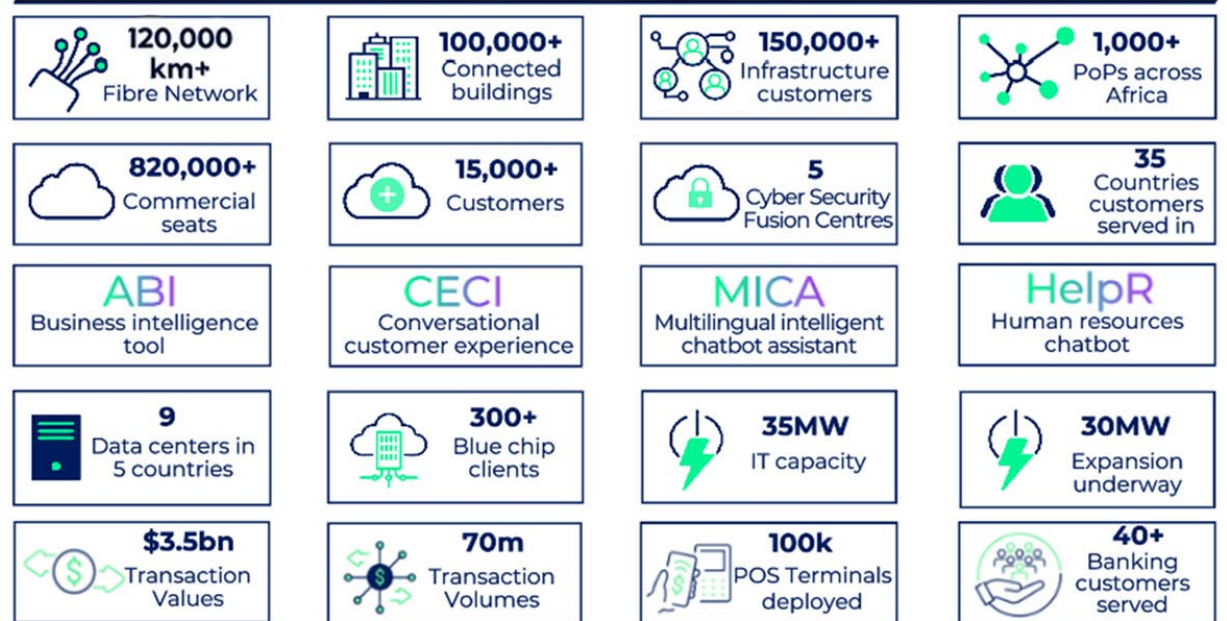 120,000
km+
Fibre Network
100,000+
Connected
buildings
150,000+
Infrastructure
customers
1,000+
PoPs across
Africa
820,000+
Commercial
seats
15,000+
Customers
5
Cyber Security
Fusion Centres
35
Countries
customers
served in
ABI
Business intelligence
tool
CECI
Conversational
customer experience
MICA
Multilingual intelligent
chatbot assistant
HelpR
Human resources
chatbot
9
Data centers in
5 countries
300+
Blue chip
clients
35MW
IT capacity
30MW
Expansion
underway
$3.5bn
Transaction
Values
70m
Transaction
Volumes
100k
POS Terminals
deployed
40+
Banking
customers
served